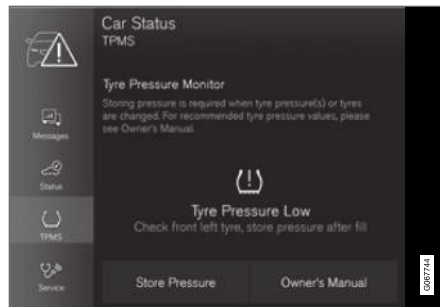 Car Status
TPMS
Tyre Pressure Monitor
Storing pressure is required when tyre pressure(s) or tyres
are changed. For recommended tyre pressure values, please
see Owner's Manual
Messages
Status
TPMS
Service
Tyre Pressure Low
Check front left tyre, store pressure after fill
Store Pressure
Owner's Manual
G067744